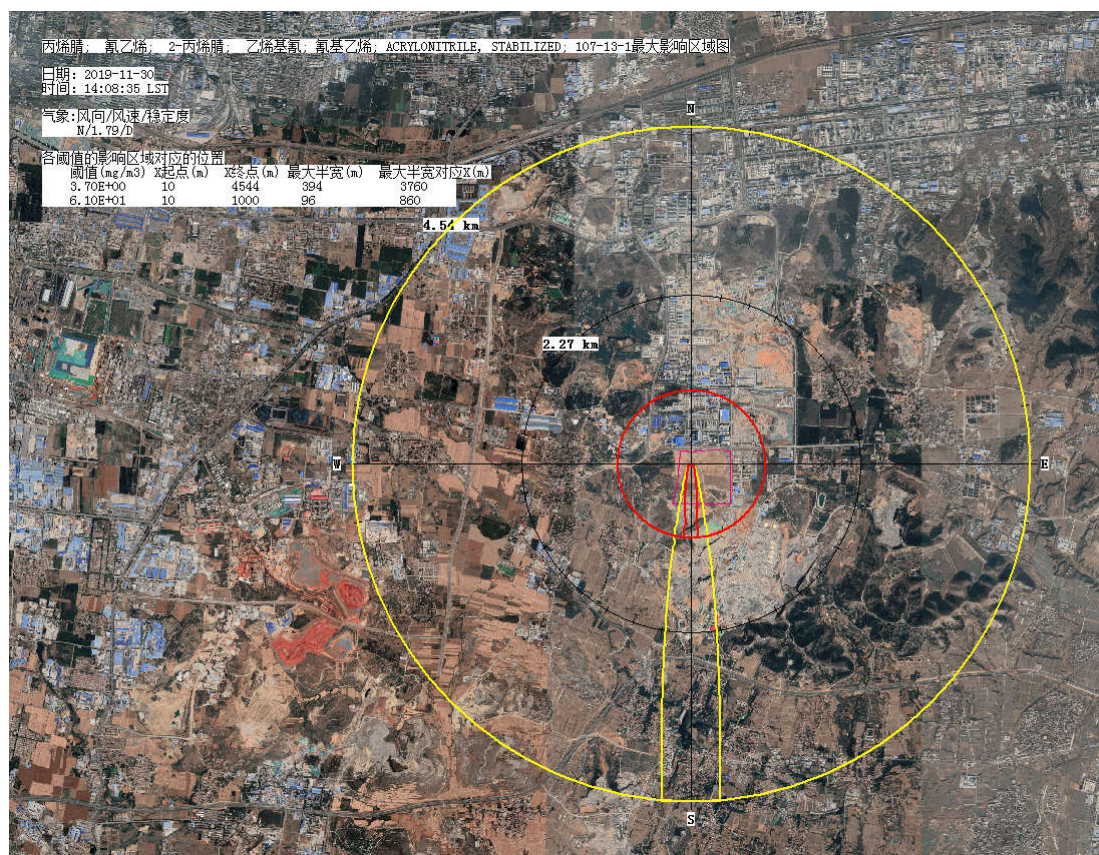 丙烯腈; 氰乙烯; 2-丙烯腈; 乙烯基氰; 氰基乙烯; ACRYLONITRILE, STABILIZED; 107-13-1最大影响区域图
日期: 2019-11-30
时间: 14:08:35 LST
气象:风向/风速/稳定度
N/1.79/D
各阈值的影响区域对应的位置
阈值(mg/m3) X起点(m) X终点(m) 最大半宽(m) 最大半宽对应X(m)
3.70E+00 10 4544 394 3760
6.10E+01 10 1000 96 860
N
4.54 km
2.27 km
W
E
S